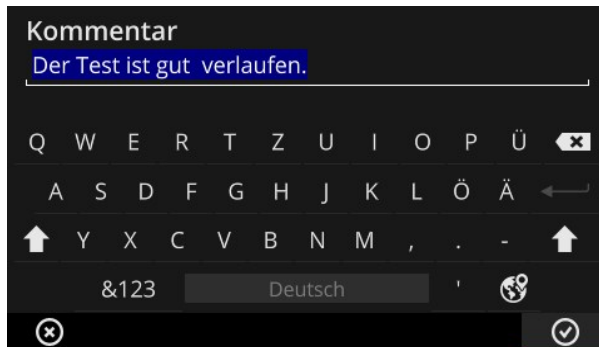 Kommentar
Der Test ist gut  verlaufen.
Q W E R T Z U I O P Ü
A S D F G H J K L Ö Ä
Y X C V B N M , . -
&123 Deutsch '